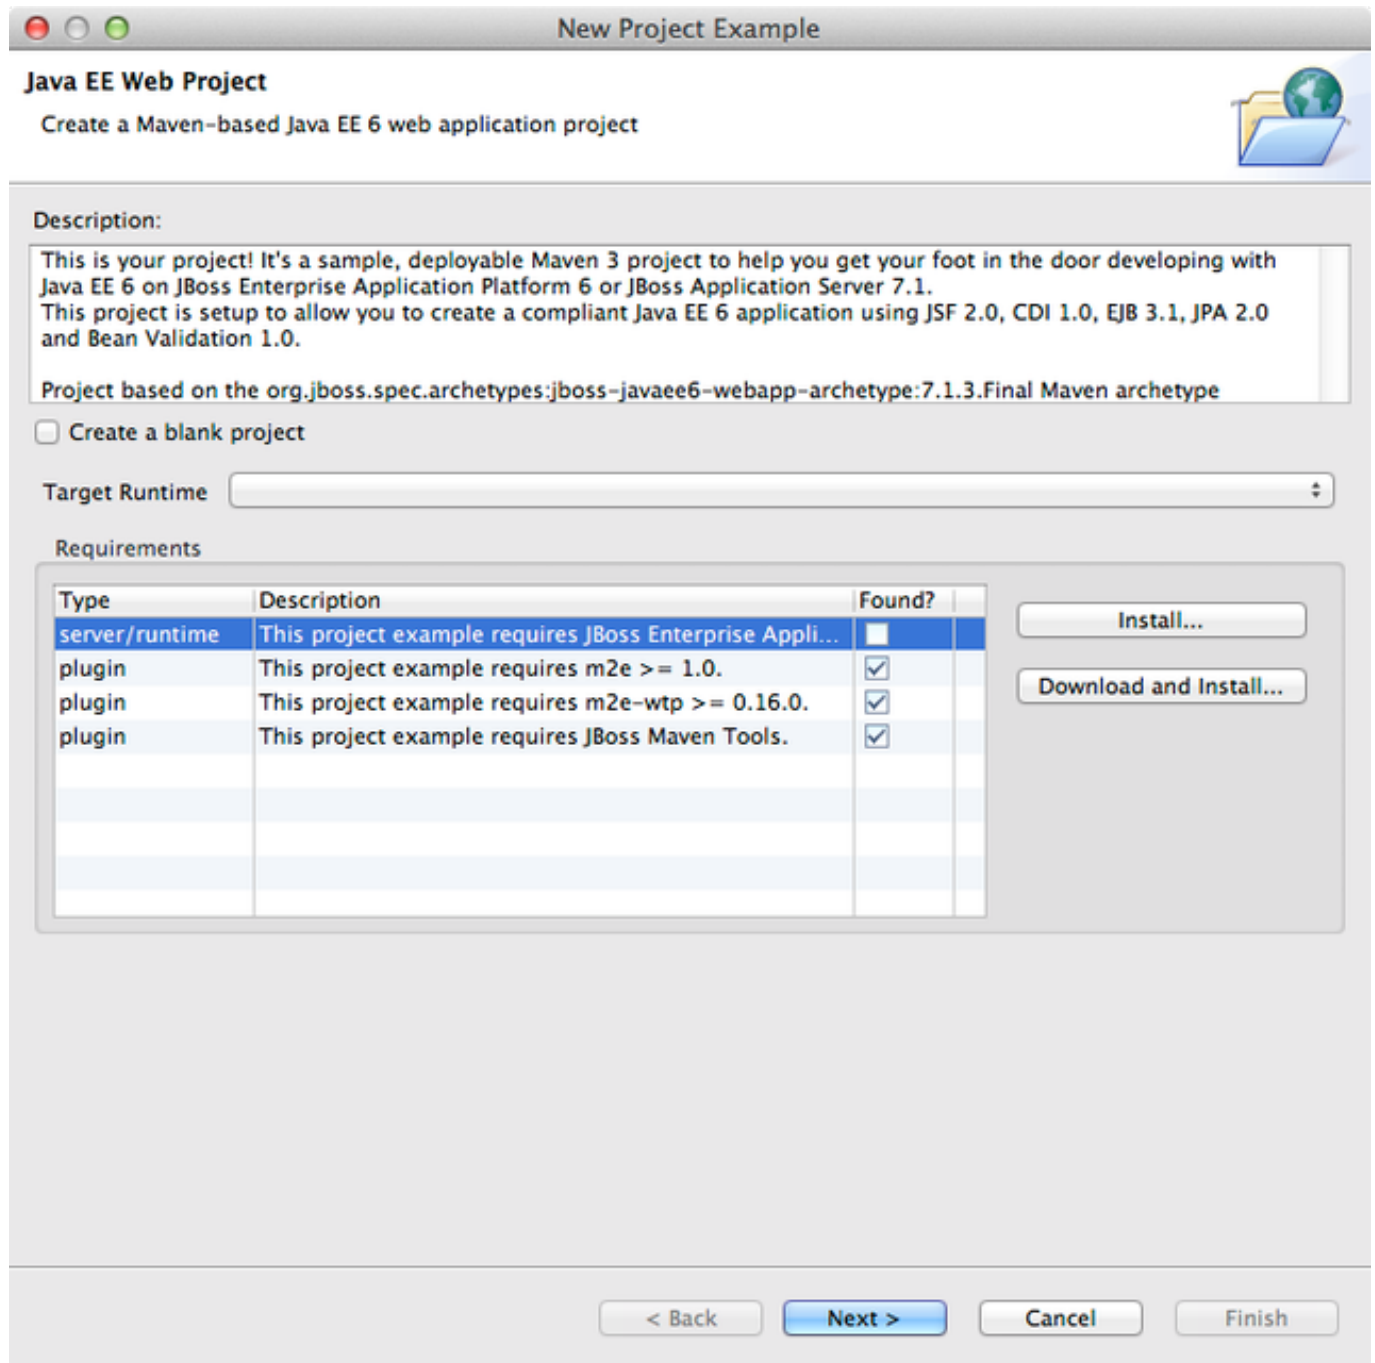 New Project Example
Java EE Web Project
Create a Maven-based Java EE 6 web application project
Description:
This is your project! It's a sample, deployable Maven 3 project to help you get your foot in the door developing with
Java EE 6 on JBoss Enterprise Application Platform 6 or JBoss Application Server 7.1.
This project is setup to allow you to create a compliant Java EE 6 application using JSF 2.0, CDI 1.0, EJB 3.1, JPA 2.0
and Bean Validation 1.0.
Project based on the org.jboss.spec.archetypes:jboss-javaee6-webapp-archetype:7.1.3.Final Maven archetype
Create a blank project
Target Runtime
Requirements
Type Description Found?
server/runtime This project example requires JBoss Enterprise Appli...
plugin This project example requires m2e >= 1.0.
plugin This project example requires m2e-wtp >= 0.16.0.
plugin This project example requires JBoss Maven Tools.
Install...
Download and Install...
< Back Next > Cancel Finish